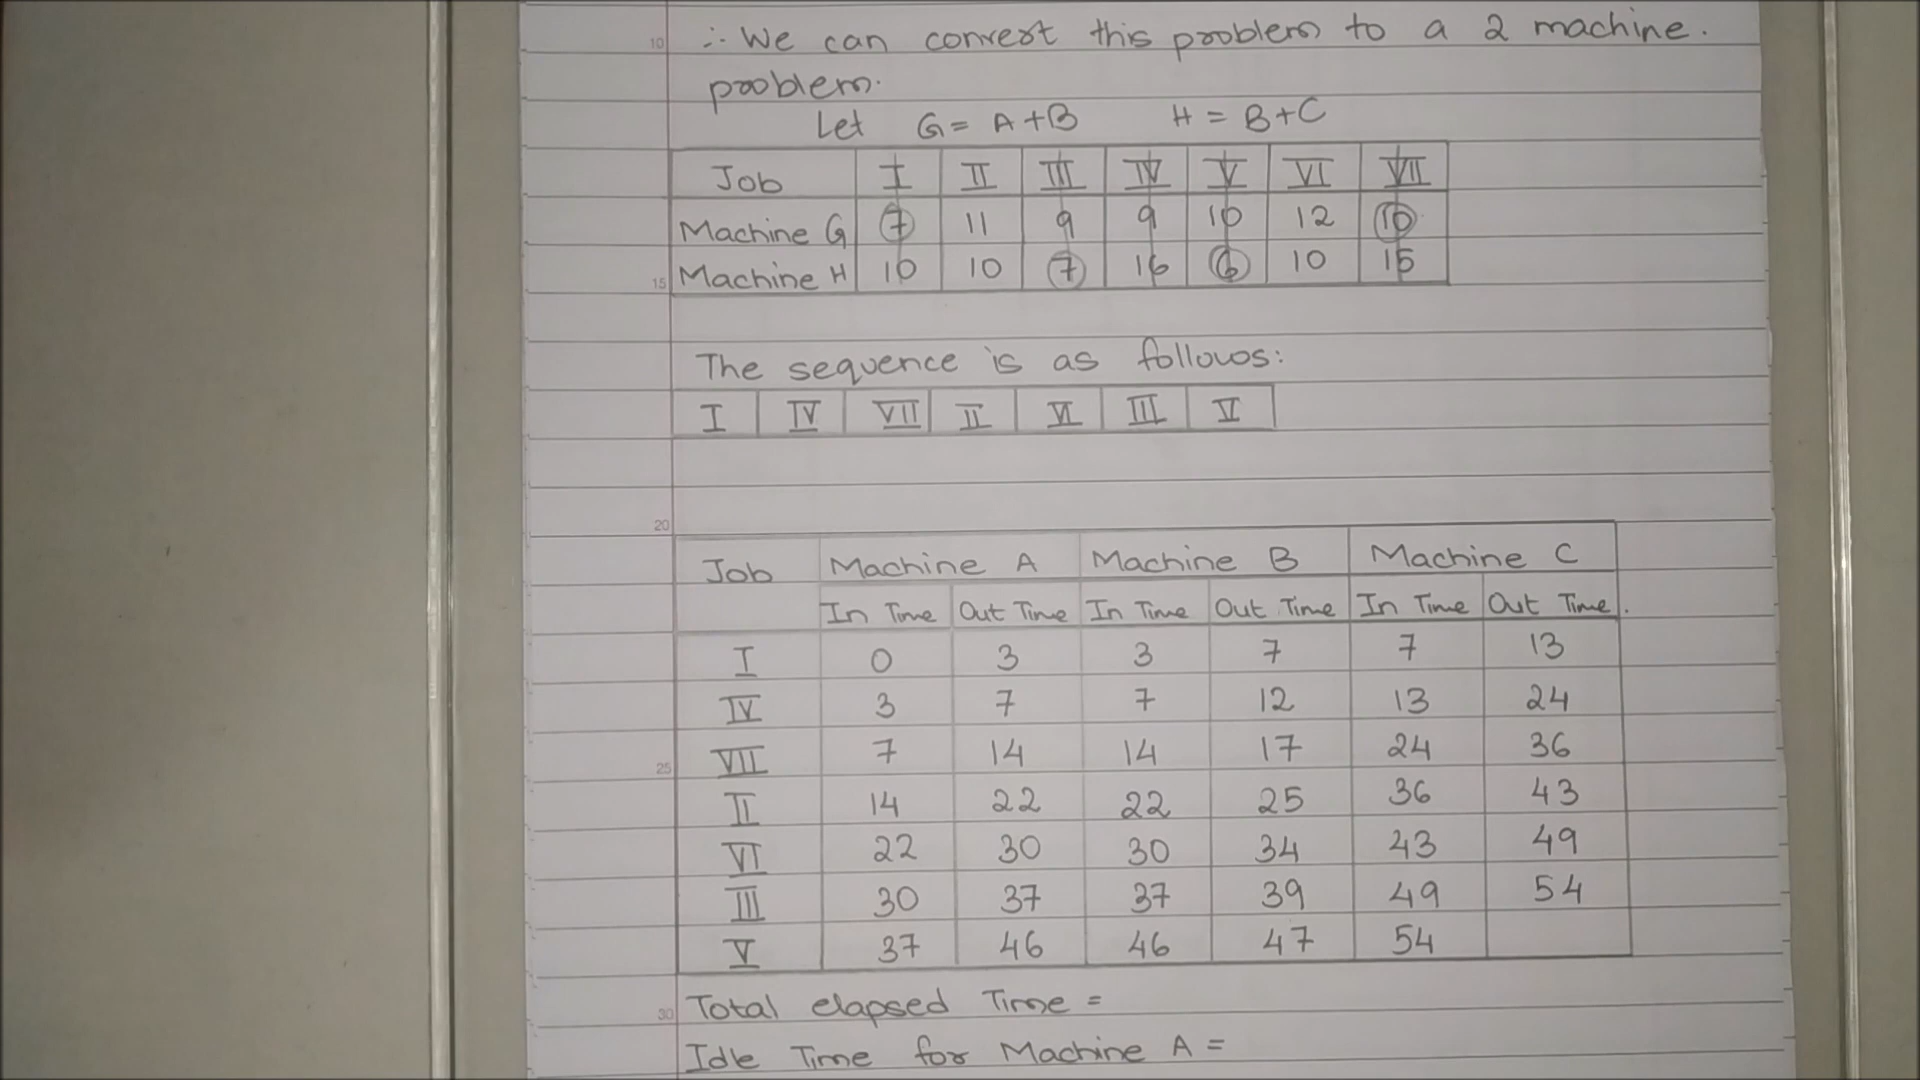 10 ∴ We can convert this problem to a 2 machine.
problem.
Let G = A + B H = B + C
Job I II III IV V VI VII
Machine G 7 11 9 9 10 12 10
15 Machine H 10 10 7 16 6 10 15
The sequence is as follows:
I IV VII II VI III V
20
Job Machine A Machine B Machine C
In Time Out Time In Time Out Time In Time Out Time.
I 0 3 3 7 7 13
IV 3 7 7 12 13 24
25 VII 7 14 14 17 24 36
II 14 22 22 25 36 43
VI 22 30 30 34 43 49
III 30 37 37 39 49 54
V 37 46 46 47 54
30 Total elapsed Time =
Idle Time for Machine A =